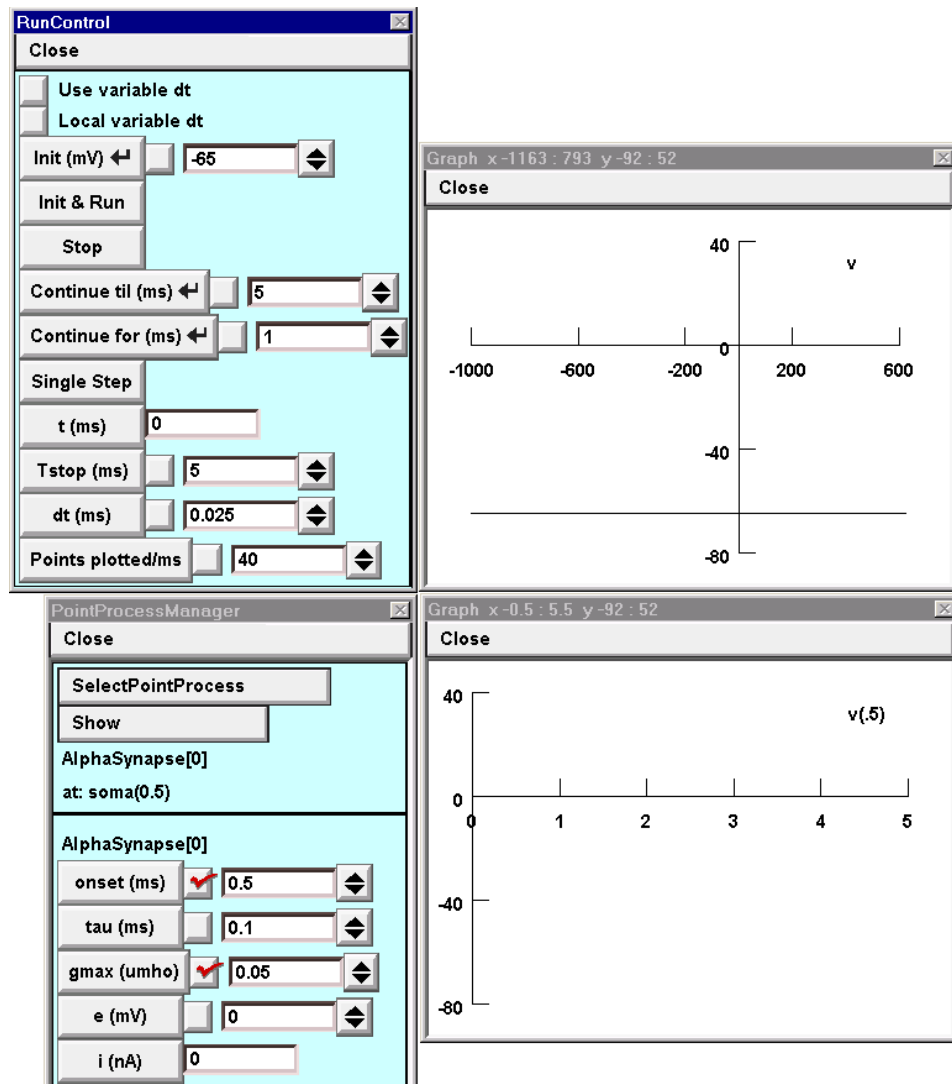 RunControl
Close
Use variable dt
Local variable dt
Init (mV) -65
Init & Run
Stop
Continue til (ms) 5
Continue for (ms) 1
Single Step
t (ms) 0
Tstop (ms) 5
dt (ms) 0.025
Points plotted/ms 40
Graph x -1163 : 793 y -92 : 52
Close
40
v
0
-1000 -600 -200 200 600
-40
-80
PointProcessManager
Close
SelectPointProcess
Show
AlphaSynapse[0]
at: soma(0.5)
AlphaSynapse[0]
onset (ms) 0.5
tau (ms) 0.1
gmax (umho) 0.05
e (mV) 0
i (nA) 0
Graph x -0.5 : 5.5 y -92 : 52
Close
40
v(.5)
0
0 1 2 3 4 5
-40
-80